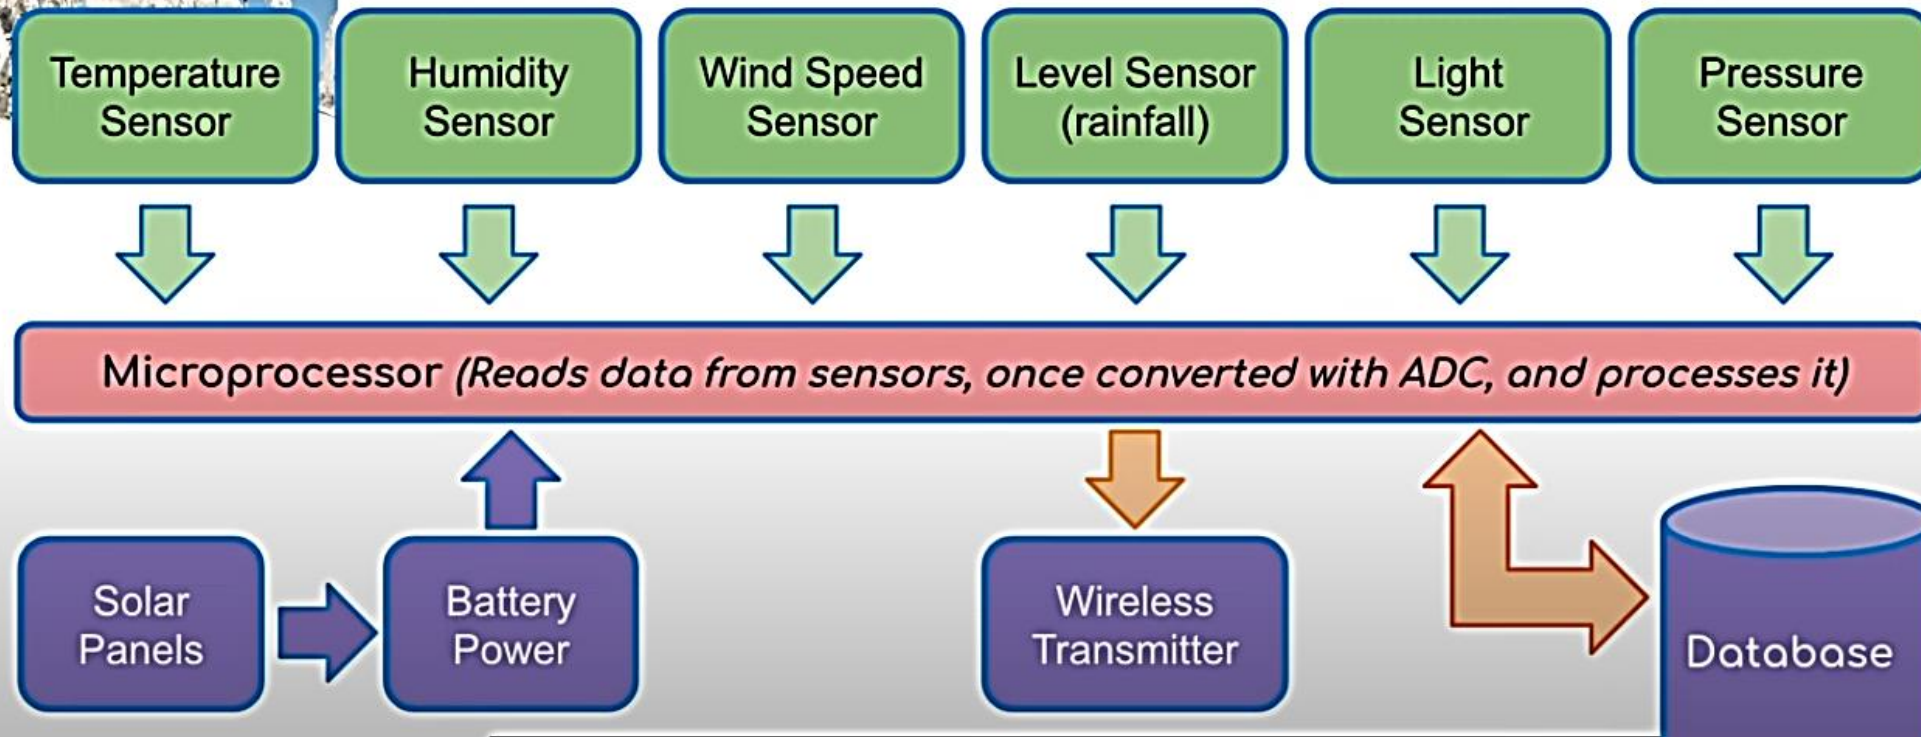 Temperature
Sensor
Humidity
Sensor
Wind Speed
Sensor
Level Sensor
(rainfall)
Light
Sensor
Pressure
Sensor
Microprocessor (Reads data from sensors, once converted with ADC, and processes it)
Solar
Panels
Battery
Power
Wireless
Transmitter
Database